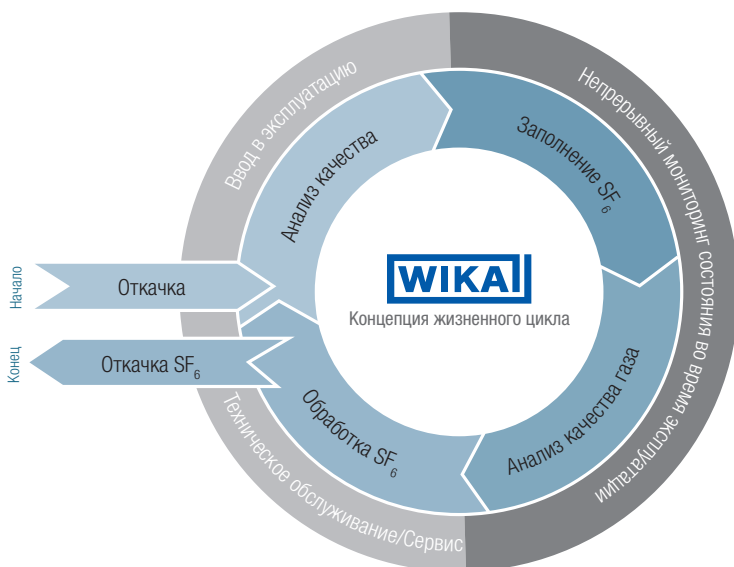 Ввод в эксплуатацию
Непрерывный мониторинг состояния во время эксплуатации
Анализ качества
Заполнение SF₆
Начало
Откачка
WIKA
Концепция жизненного цикла
Конец
Откачка SF₆
Обработка SF₆
Анализ качества газа
Техническое обслуживание/Сервис